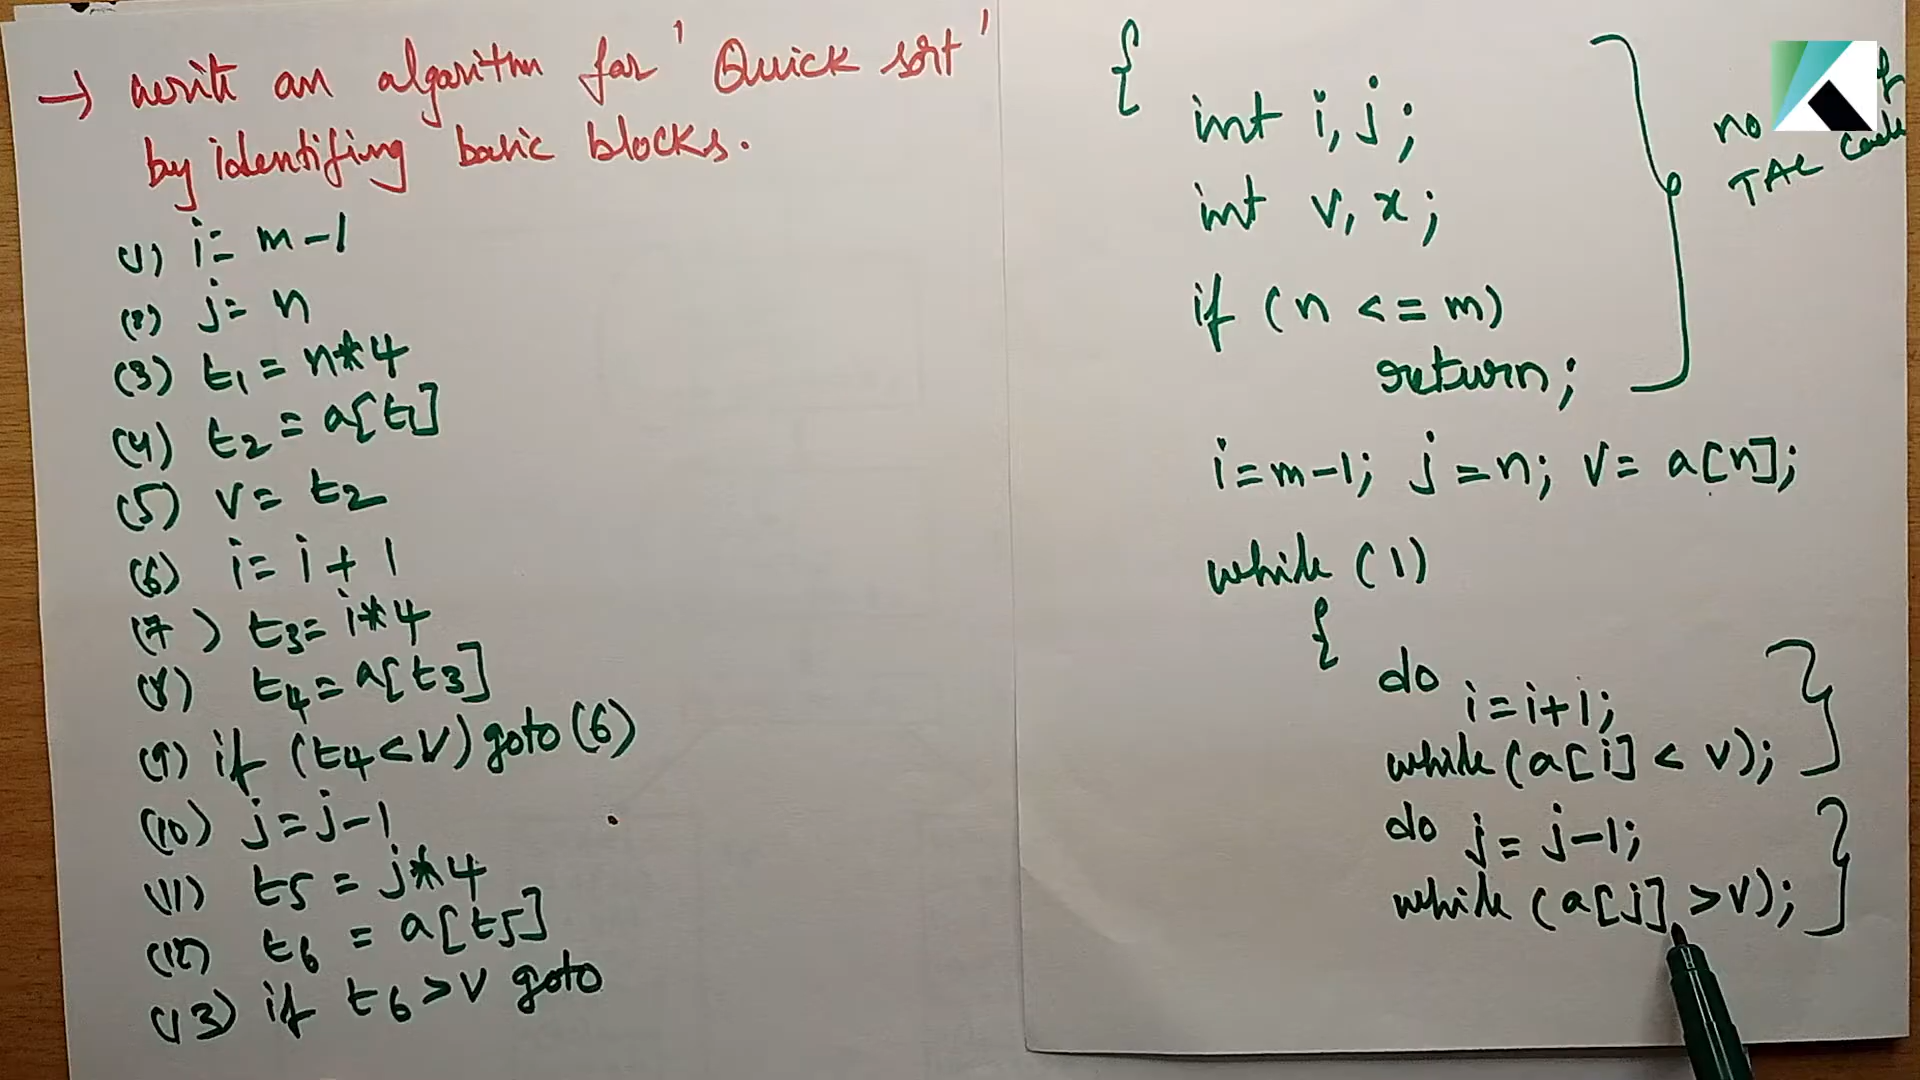 → write an algorithm for 'Quick sort'
by identifing basic blocks.
(1) i = m-1
(2) j = n
(3) t1 = n*4
(4) t2 = a[t1]
(5) v = t2
(6) i = i + 1
(7) t3 = i*4
(8) t4 = a[t3]
(9) if (t4 < v) goto (6)
(10) j = j-1
(11) t5 = j*4
(12) t6 = a[t5]
(13) if t6 > v goto
{
int i, j;
int v, x;
if (n <= m)
return;
no
TAC code
i = m-1; j = n; v = a[n];
while (1)
{
do
i = i+1;
while (a[i] < v);
do j = j-1;
while (a[j] > v);